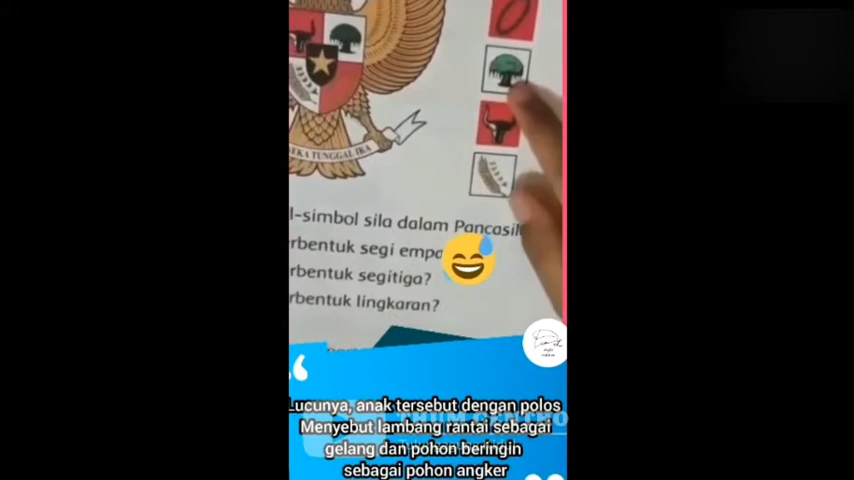 EKA TUNGGAL IKA
l-simbol sila dalam Pancasil
rbentuk segi empa
rbentuk segitiga?
rbentuk lingkaran?
Lucunya, anak tersebut dengan polos
Menyebut lambang rantai sebagai
gelang dan pohon beringin
sebagai pohon angker